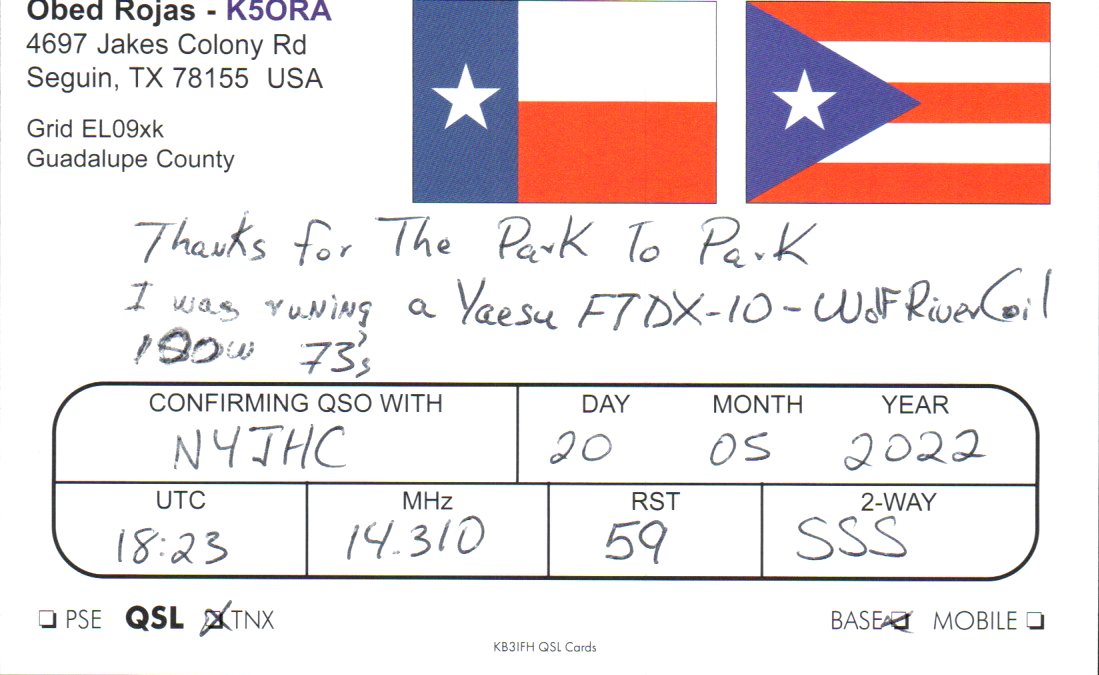 Obed Rojas - K5ORA
4697 Jakes Colony Rd
Seguin, TX 78155 USA
Grid EL09xk
Guadalupe County
Thanks for The Park To Park
I was runing a Yaesu FTDX-10-Wolf River Coil
100w 73's
CONFIRMING QSO WITH
N4JHC
DAY MONTH YEAR
20 05 2022
UTC MHz RST 2-WAY
18:23 14.310 59 SSS
PSE QSL TNX BASE MOBILE
KB3IFH QSL Cards